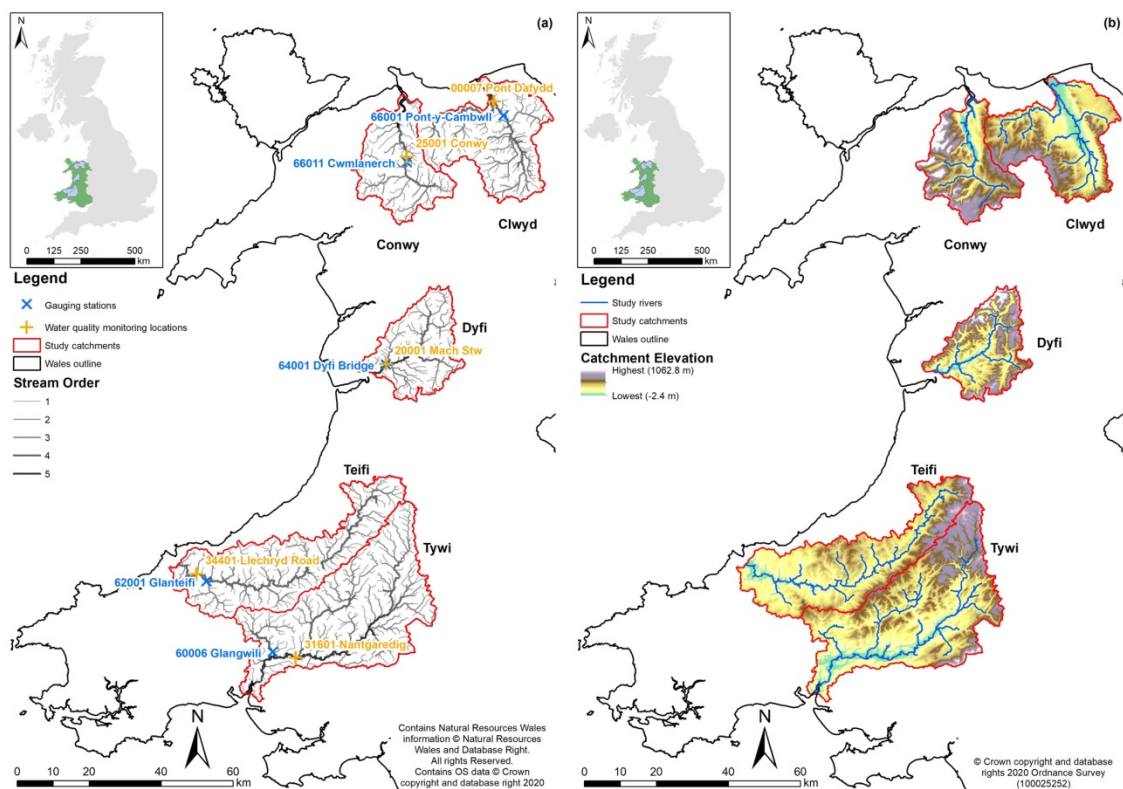 N
(a)
0 125 250 500
km
Legend
Gauging stations
Water quality monitoring locations
Study catchments
Wales outline
Stream Order
1
2
3
4
5
00007 Pont Dafydd
66001 Pont-y-Cambwll
25001 Conwy
66011 Cwmlanerch
Clwyd
Conwy
Dyfi
20001 Mach Stw
64001 Dyfi Bridge
Teifi
Tywi
34401 Llechryd Road
62001 Glanteifi
31601 Nantgaredig
60006 Glangwili
N
0 10 20 40 60
km
Contains Natural Resources Wales
information © Natural Resources
Wales and Database Right.
All rights Reserved.
Contains OS data © Crown
copyright and database right 2020
N
(b)
0 125 250 500
km
Legend
Study rivers
Study catchments
Wales outline
Catchment Elevation
Highest (1062.8 m)
Lowest (-2.4 m)
Clwyd
Conwy
Dyfi
Teifi
Tywi
N
0 10 20 40 60
km
© Crown copyright and database
rights 2020 Ordnance Survey
(100025252)